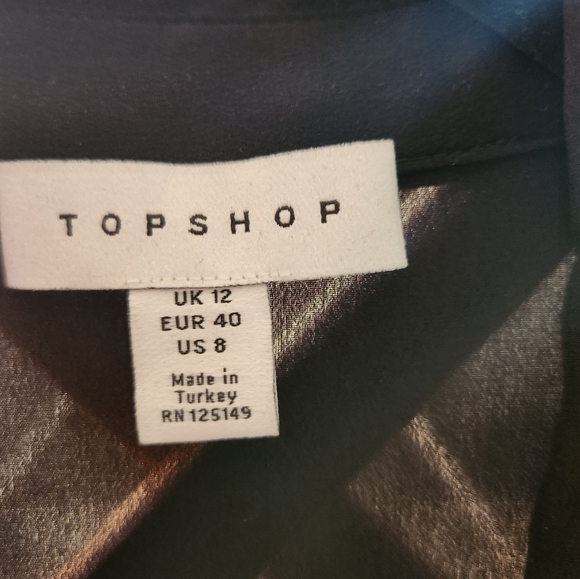 TOPSHOP
UK 12
EUR 40
US 8
Made in
Turkey
RN 125149